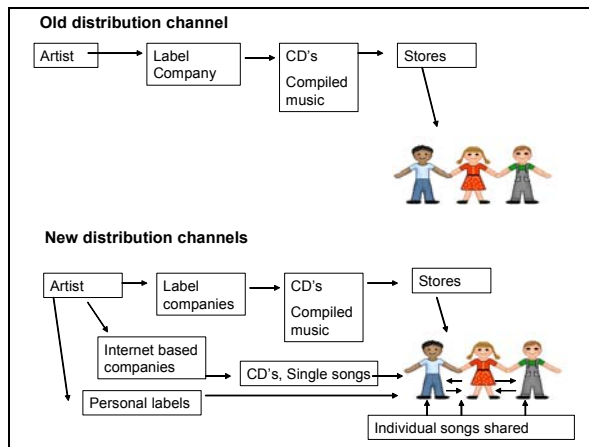 Old distribution channel
Artist
Label
Company
CD's
Compiled
music
Stores
New distribution channels
Artist
Label
companies
CD's
Compiled
music
Stores
Internet based
companies
CD's, Single songs
Personal labels
Individual songs shared